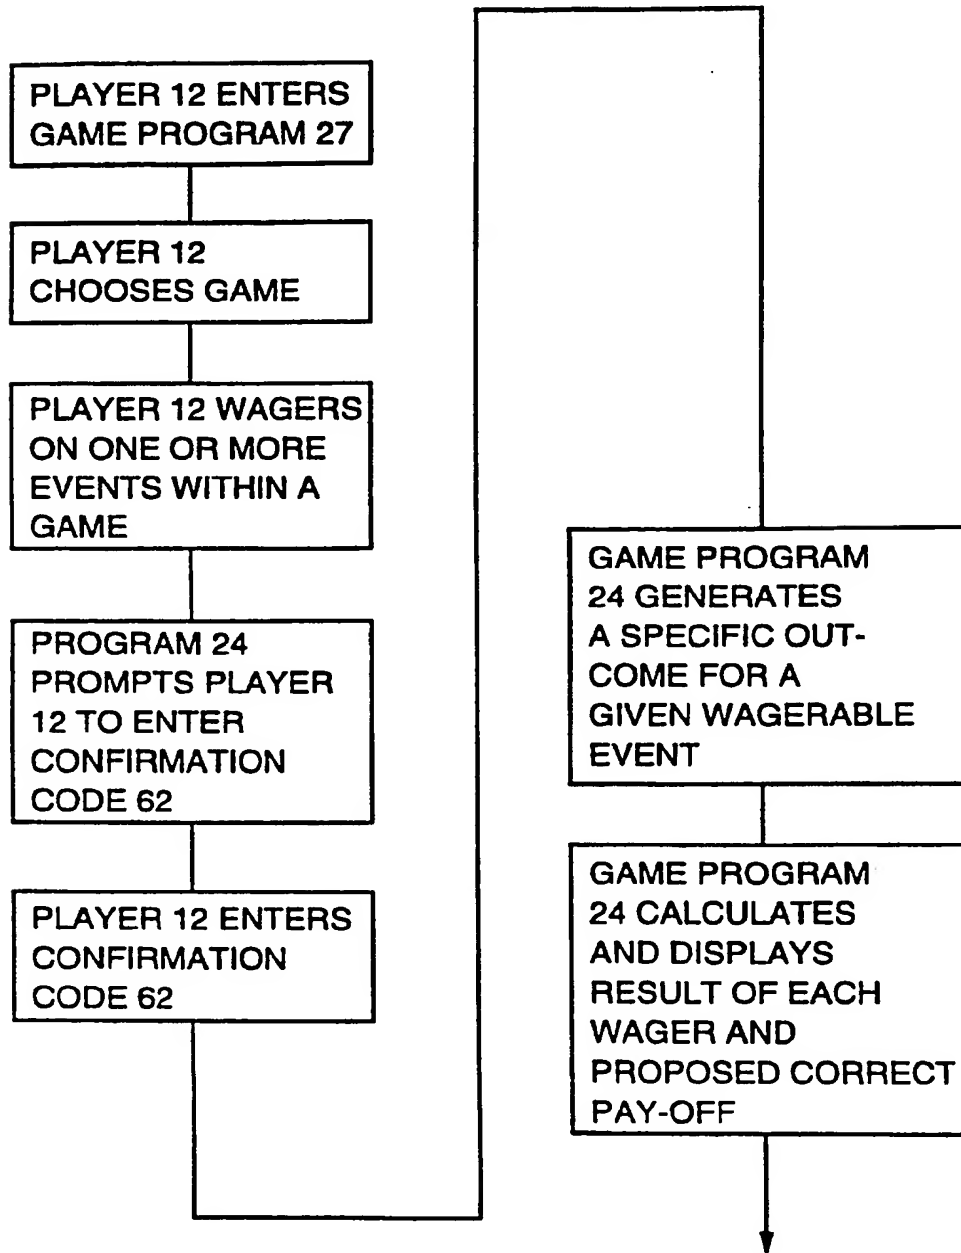 PLAYER 12 ENTERS
GAME PROGRAM 27
PLAYER 12
CHOOSES GAME
PLAYER 12 WAGERS
ON ONE OR MORE
EVENTS WITHIN A
GAME
PROGRAM 24
PROMPTS PLAYER
12 TO ENTER
CONFIRMATION
CODE 62
PLAYER 12 ENTERS
CONFIRMATION
CODE 62
GAME PROGRAM
24 GENERATES
A SPECIFIC OUT-
COME FOR A
GIVEN WAGERABLE
EVENT
GAME PROGRAM
24 CALCULATES
AND DISPLAYS
RESULT OF EACH
WAGER AND
PROPOSED CORRECT
PAY-OFF